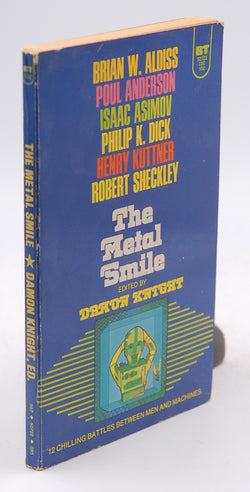 BT
BRIAN W. ALDISS
POUL ANDERSON
ISAAC ASIMOV
PHILIP K. DICK
HENRY KUTTNER
ROBERT SHECKLEY
The
Metal
Smile
EDITED BY
DAMON KNIGHT
12 CHILLING BATTLES BETWEEN MEN AND MACHINES.
BT
THE METAL SMILE ★ DAMON KNIGHT, ED.